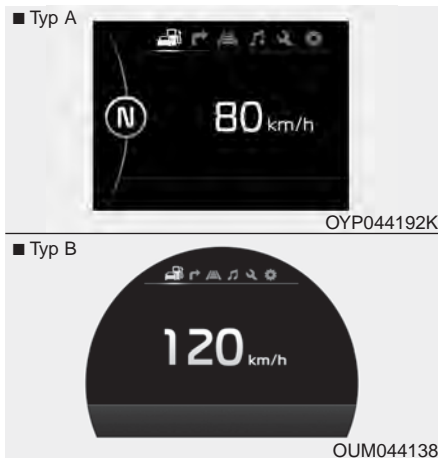 ■ Typ A
N
80 km/h
OYP044192K
■ Typ B
120 km/h
OUM044138